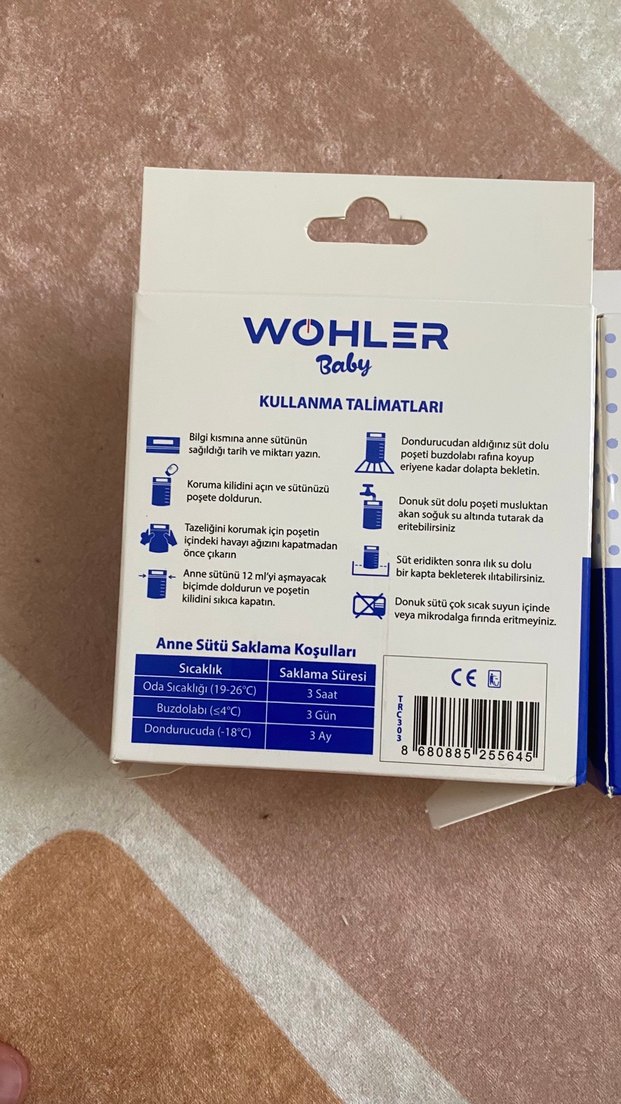 WÖHLER
Baby
KULLANMA TALİMATLARI
Bilgi kısmına anne sütünün
sağıldığı tarih ve miktarı yazın.
Koruma kilidini açın ve sütünüzü
poşete doldurun.
Tazeliğini korumak için poşetin
içindeki havayı ağızını kapatmadan
önce çıkarın
Anne sütünü 12 ml'yi aşmayacak
biçimde doldurun ve poşetin
kilidini sıkıca kapatın.
Dondurucudan aldığınız süt dolu
poşeti buzdolabı rafına koyup
eriyene kadar dolapta bekletin.
Donuk süt dolu poşeti musluktan
akan soğuk su altında tutarak da
eritebilirsiniz
Süt eridikten sonra ılık su dolu
bir kapta bekleterek ılıtabilirsiniz.
Donuk sütü çok sıcak suyun içinde
veya mikrodalga fırında eritmeyiniz.
Anne Sütü Saklama Koşulları
Sıcaklık Saklama Süresi
Oda Sıcaklığı (19-26°C) 3 Saat
Buzdolabı (≤4°C) 3 Gün
Dondurucuda (-18°C) 3 Ay
CE
TRC303
8 680885 255645